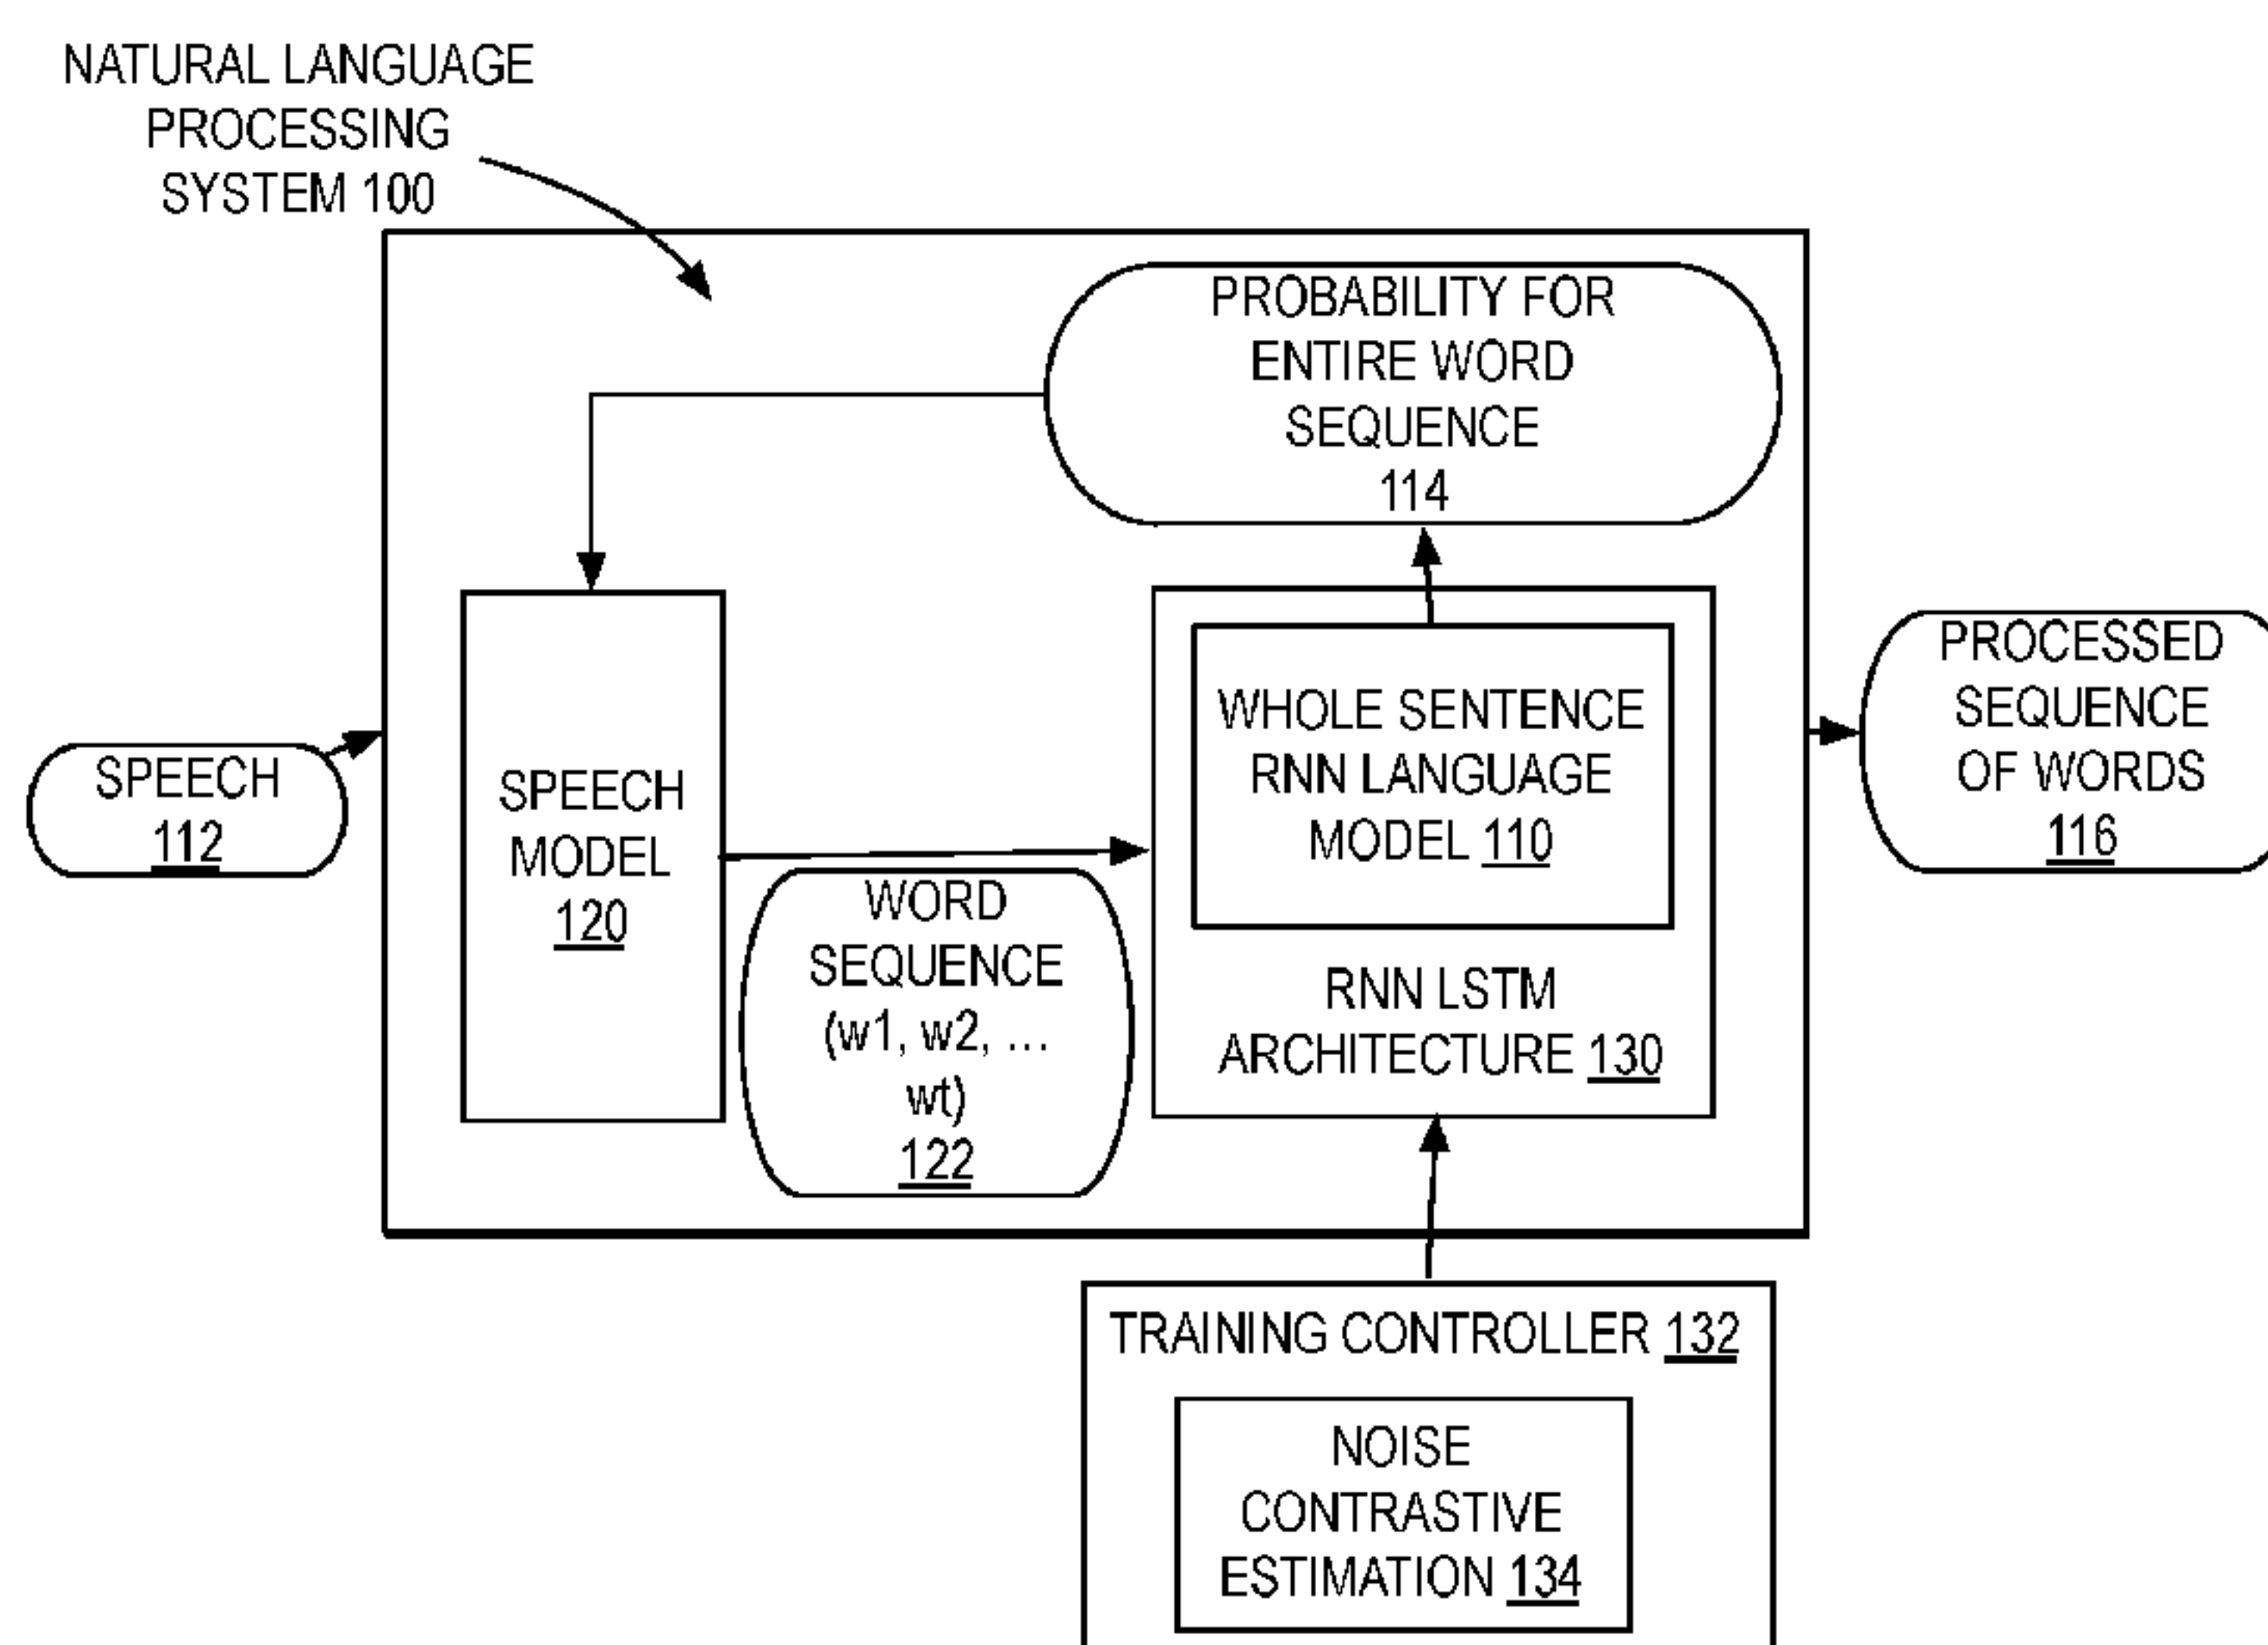 NATURAL LANGUAGE
PROCESSING
SYSTEM 100
PROBABILITY FOR
ENTIRE WORD
SEQUENCE
114
SPEECH
112
SPEECH
MODEL
120
WORD
SEQUENCE
(w1, w2, ...
wt)
122
WHOLE SENTENCE
RNN LANGUAGE
MODEL 110
RNN LSTM
ARCHITECTURE 130
PROCESSED
SEQUENCE
OF WORDS
116
TRAINING CONTROLLER 132
NOISE
CONTRASTIVE
ESTIMATION 134